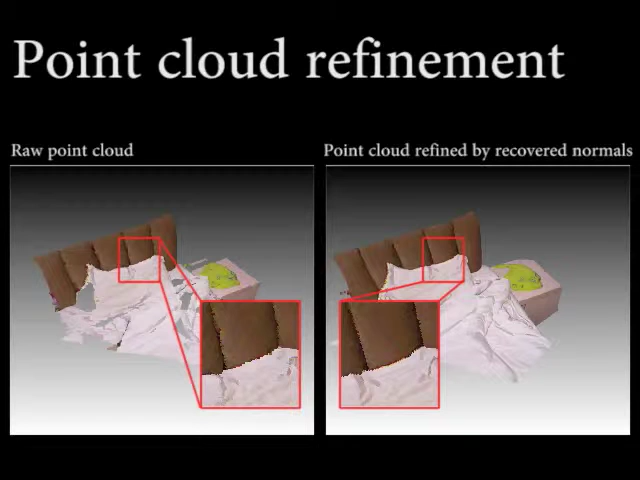 Point cloud refinement
Raw point cloud
Point cloud refined by recovered normals